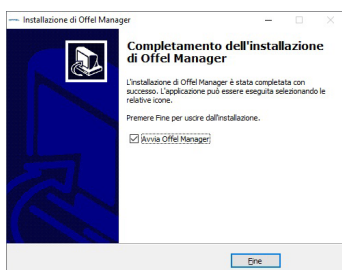 Installazione di Offel Manager
Completamento dell'installazione
di Offel Manager
L'installazione di Offel Manager è stata completata con
successo. L'applicazione può essere eseguita selezionando le
relative icone.
Premere Fine per uscire dall'installazione.
Avvia Offel Manager
Fine